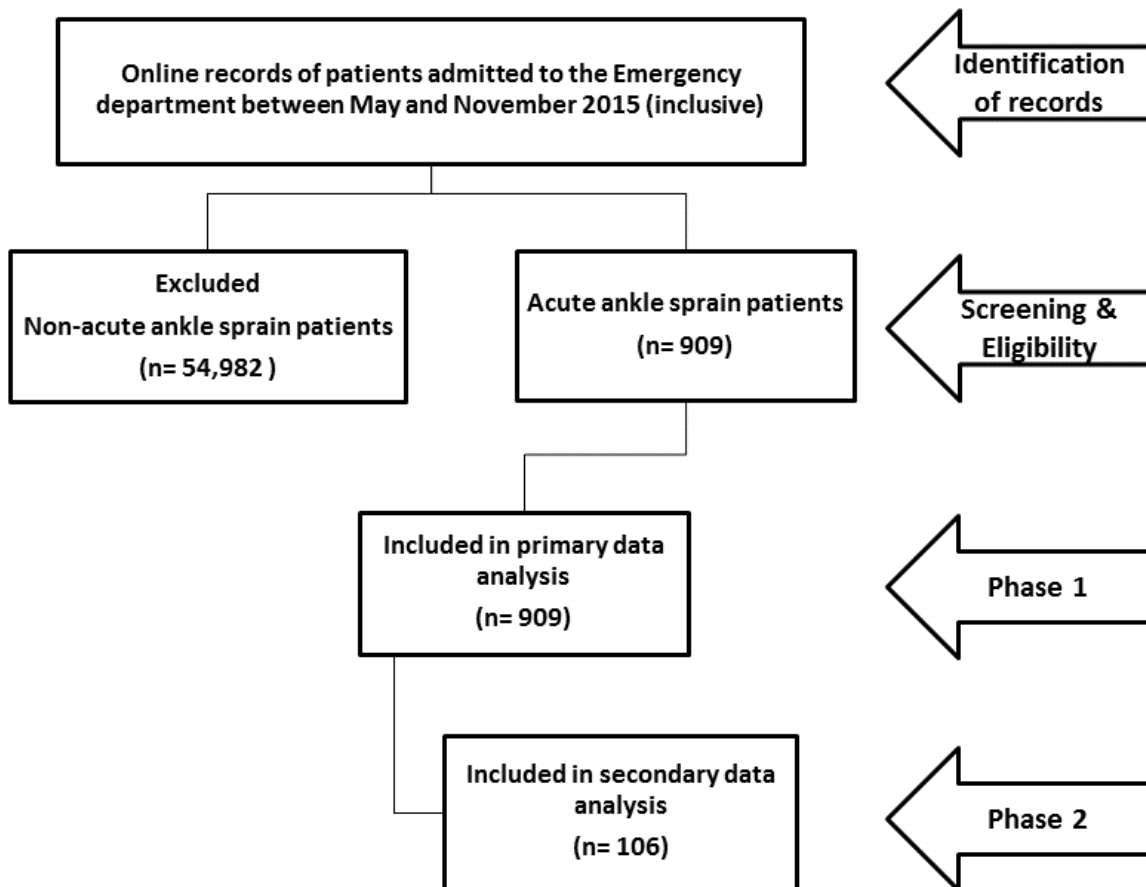 Online records of patients admitted to the Emergency
department between May and November 2015 (inclusive)
Identification
of records
Excluded
Non-acute ankle sprain patients
(n= 54,982 )
Acute ankle sprain patients
(n= 909)
Screening &
Eligibility
Included in primary data
analysis
(n= 909)
Phase 1
Included in secondary data
analysis
(n= 106)
Phase 2